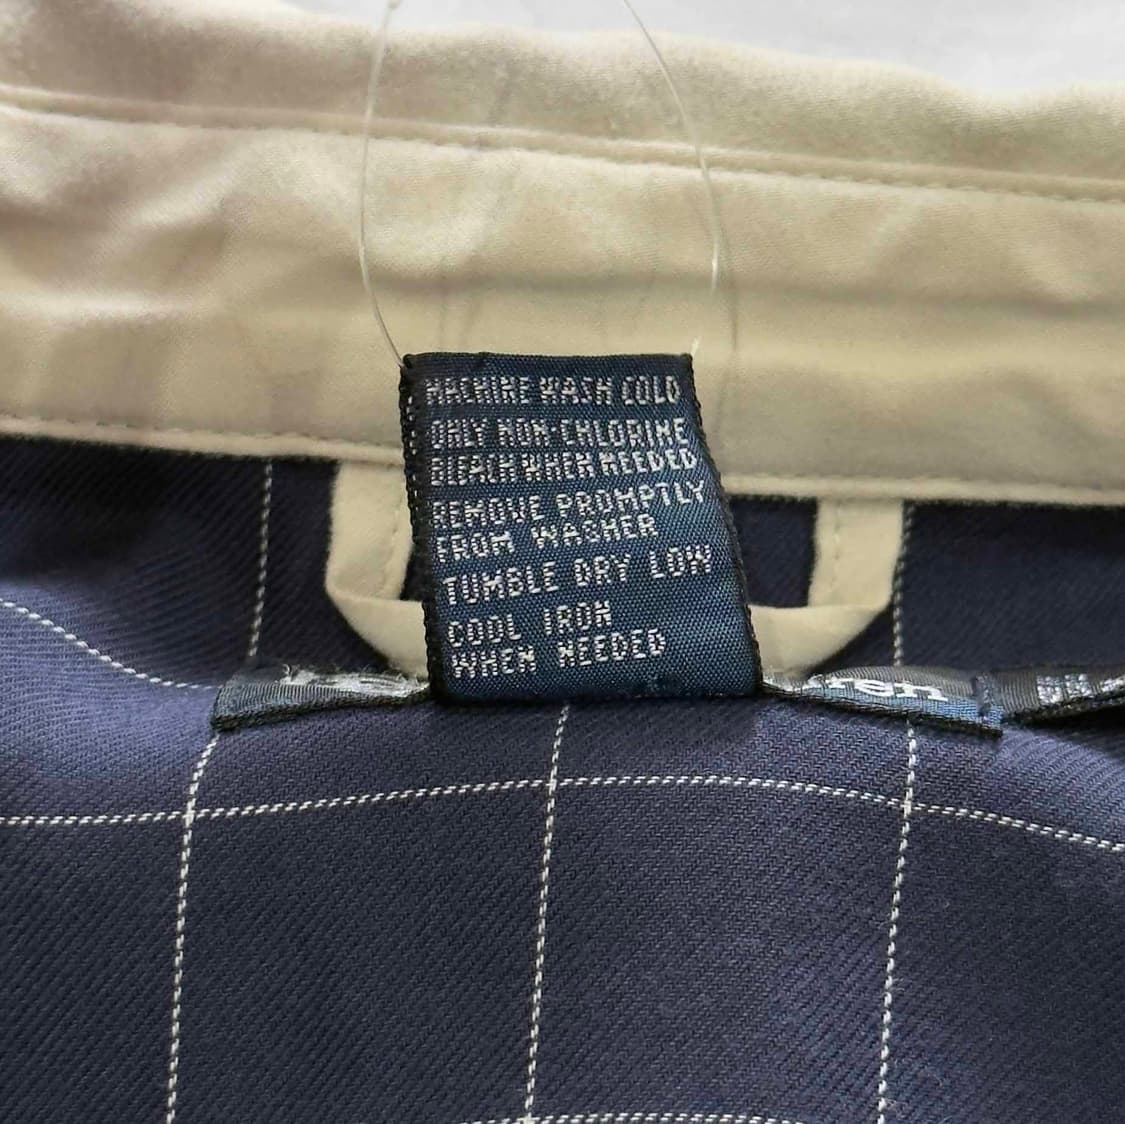 MACHINE WASH COLD
ONLY NON-CHLORINE
BLEACH WHEN NEEDED
REMOVE PROMPTLY
FROM WASHER
TUMBLE DRY LOW
COOL IRON
WHEN NEEDED